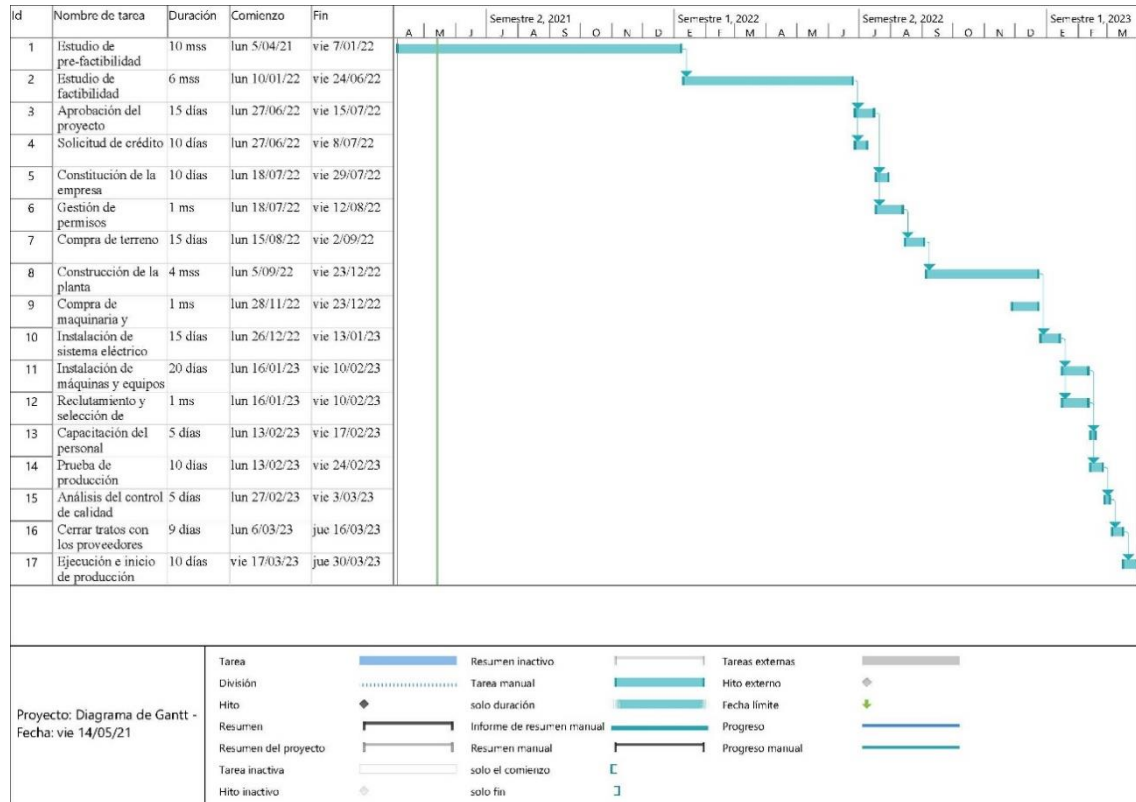 Id Nombre de tarea Duración Comienzo Fin
Semestre 2, 2021 Semestre 1, 2022 Semestre 2, 2022 Semestre 1, 2023
A M J J A S O N D E F M A M J J A S O N D E F M
1 Estudio de pre-factibilidad 10 mss lun 5/04/21 vie 7/01/22
2 Estudio de factibilidad 6 mss lun 10/01/22 vie 24/06/22
3 Aprobación del proyecto 15 días lun 27/06/22 vie 15/07/22
4 Solicitud de crédito 10 días lun 27/06/22 vie 8/07/22
5 Constitución de la empresa 10 días lun 18/07/22 vie 29/07/22
6 Gestión de permisos 1 ms lun 18/07/22 vie 12/08/22
7 Compra de terreno 15 días lun 15/08/22 vie 2/09/22
8 Construcción de la planta 4 mss lun 5/09/22 vie 23/12/22
9 Compra de maquinaria y 1 ms lun 28/11/22 vie 23/12/22
10 Instalación de sistema eléctrico 15 días lun 26/12/22 vie 13/01/23
11 Instalación de máquinas y equipos 20 días lun 16/01/23 vie 10/02/23
12 Reclutamiento y selección de 1 ms lun 16/01/23 vie 10/02/23
13 Capacitación del personal 5 días lun 13/02/23 vie 17/02/23
14 Prueba de producción 10 días lun 13/02/23 vie 24/02/23
15 Análisis del control de calidad 5 días lun 27/02/23 vie 3/03/23
16 Cerrar tratos con los proveedores 9 días lun 6/03/23 jue 16/03/23
17 Ejecución e inicio de producción 10 días vie 17/03/23 jue 30/03/23
Proyecto: Diagrama de Gantt -
Fecha: vie 14/05/21
Tarea
División
Hito
Resumen
Resumen del proyecto
Tarea inactiva
Hito inactivo
Resumen inactivo
Tarea manual
solo duración
Informe de resumen manual
Resumen manual
solo el comienzo
solo fin
Tareas externas
Hito externo
Fecha límite
Progreso
Progreso manual